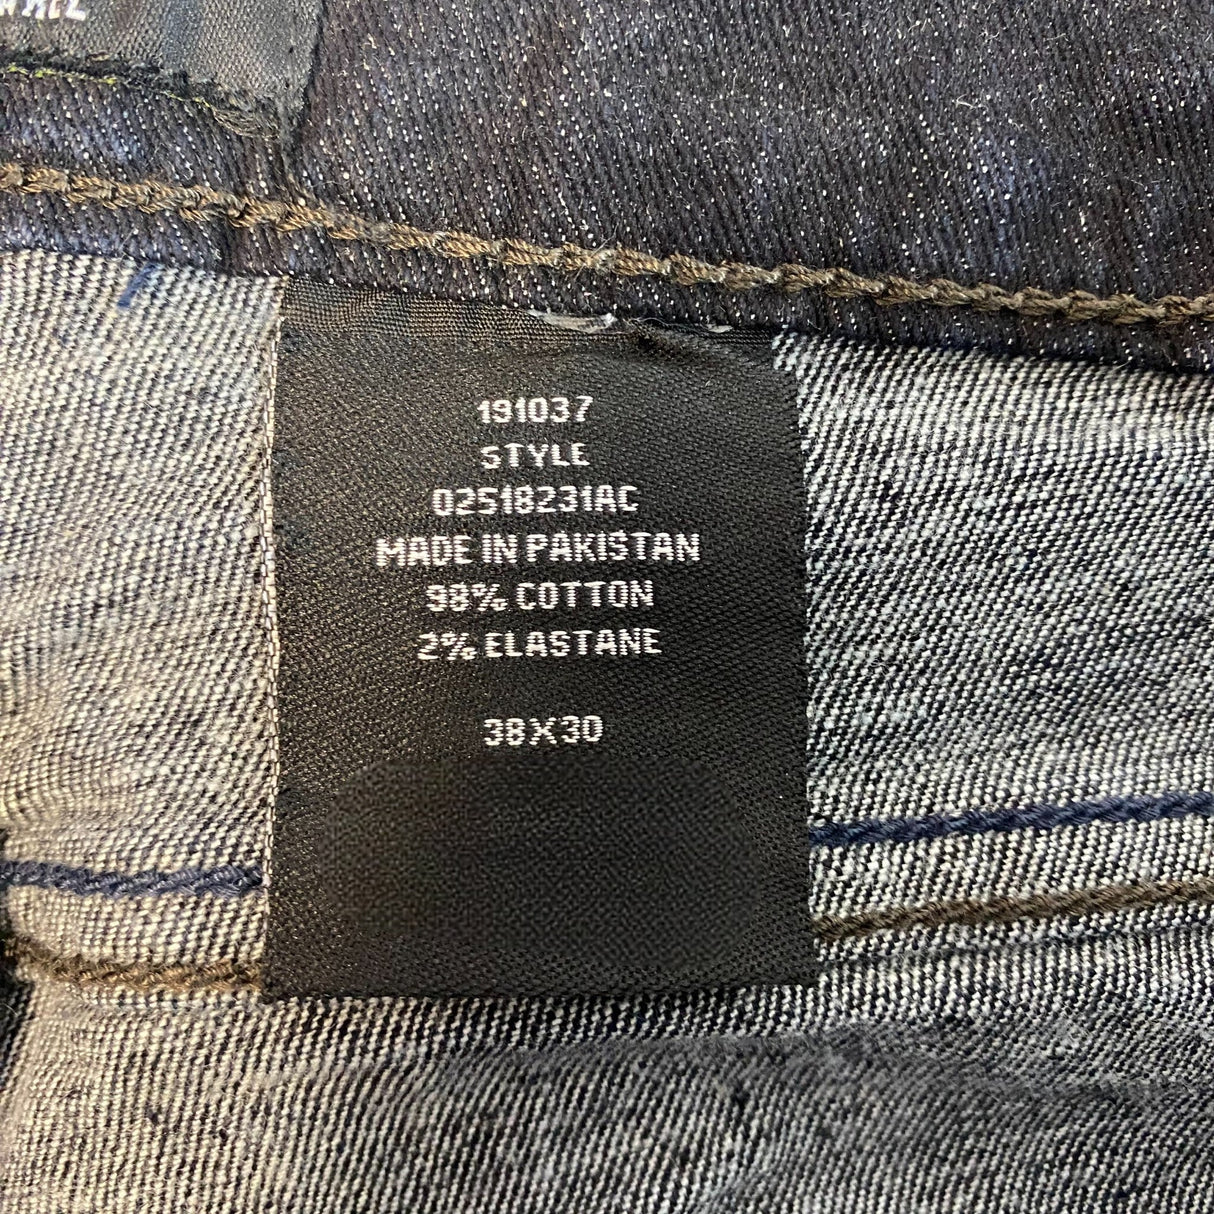 191037
STYLE
02518231AC
MADE IN PAKISTAN
98% COTTON
2% ELASTANE
38X30